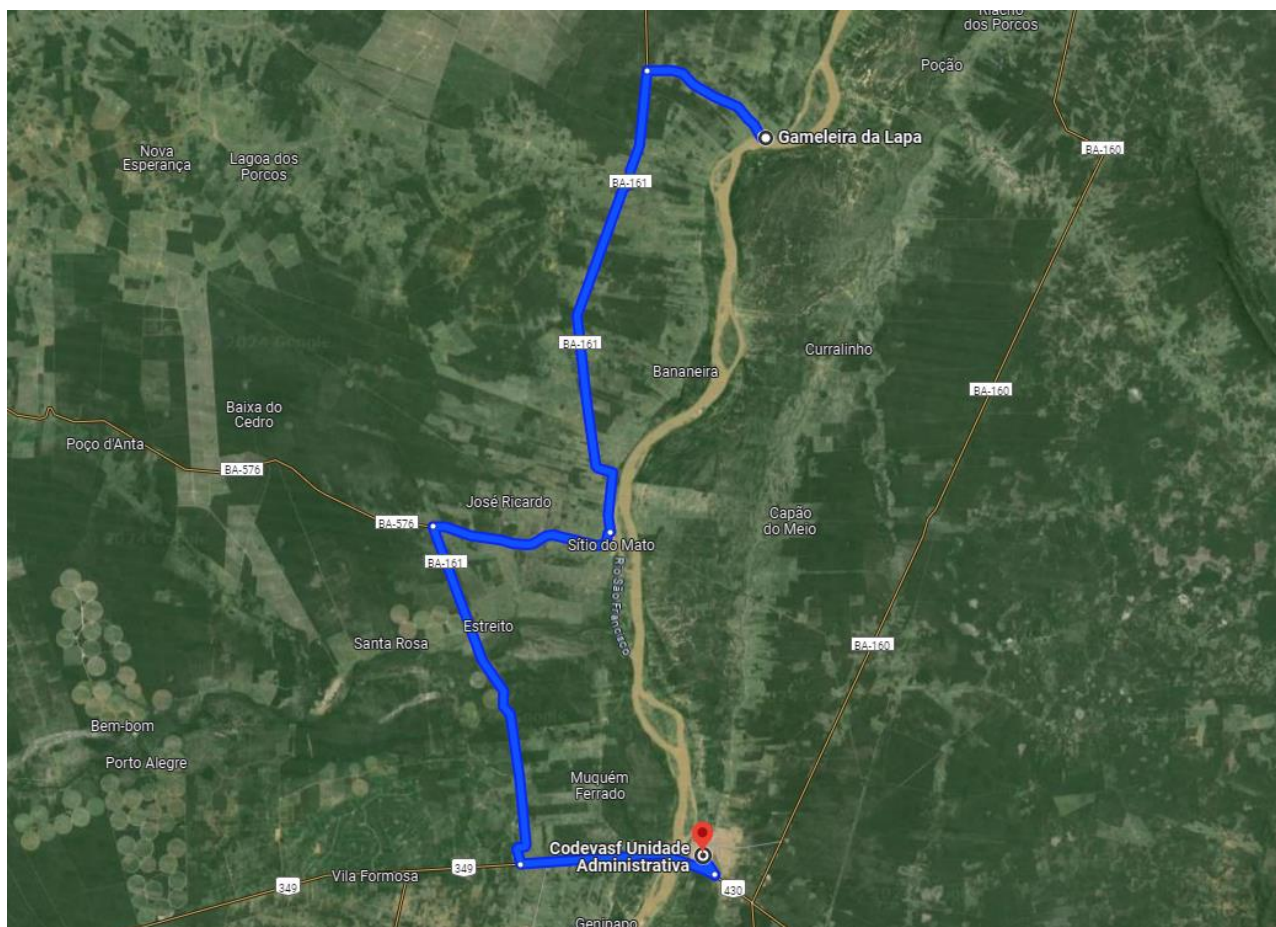 Riacho
dos Porcos
Poção
Gameleira da Lapa
Nova
Esperança
Lagoa dos
Porcos
BA-160
BA-161
2024 Google
BA-161
Curralinho
Bananeira
BA-160
Baixa do
Cedro
Poço d'Anta
BA-576
José Ricardo
Capão
do Meio
BA-576
Sítio do Mato
BA-161
Rio São Francisco
Estreito
Santa Rosa
BA-160
Bem-bom
Porto Alegre
Muquém
Ferrado
Codevasf Unidade
Administrativa
349
Vila Formosa
349
430
Genipapo